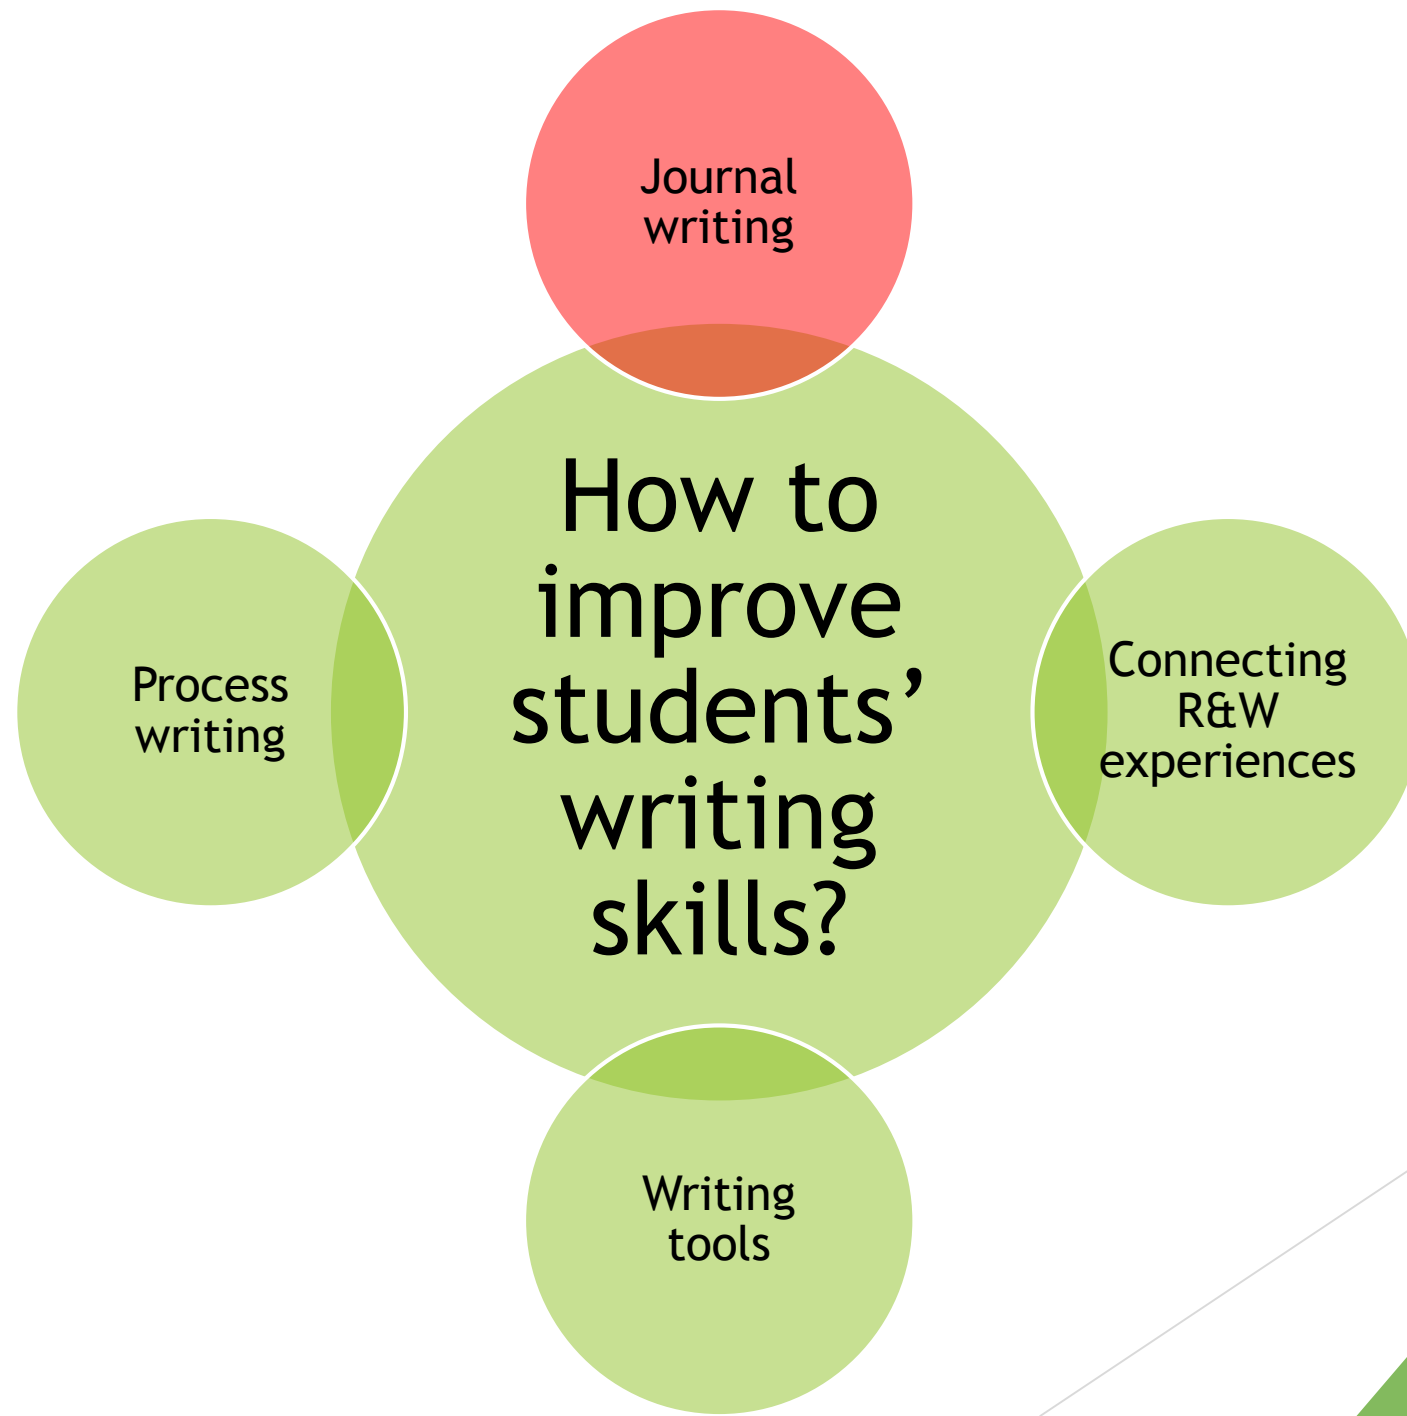 Journal
writing
How to
improve
students’
writing
skills?
Process
writing
Connecting
R&W
experiences
Writing
tools